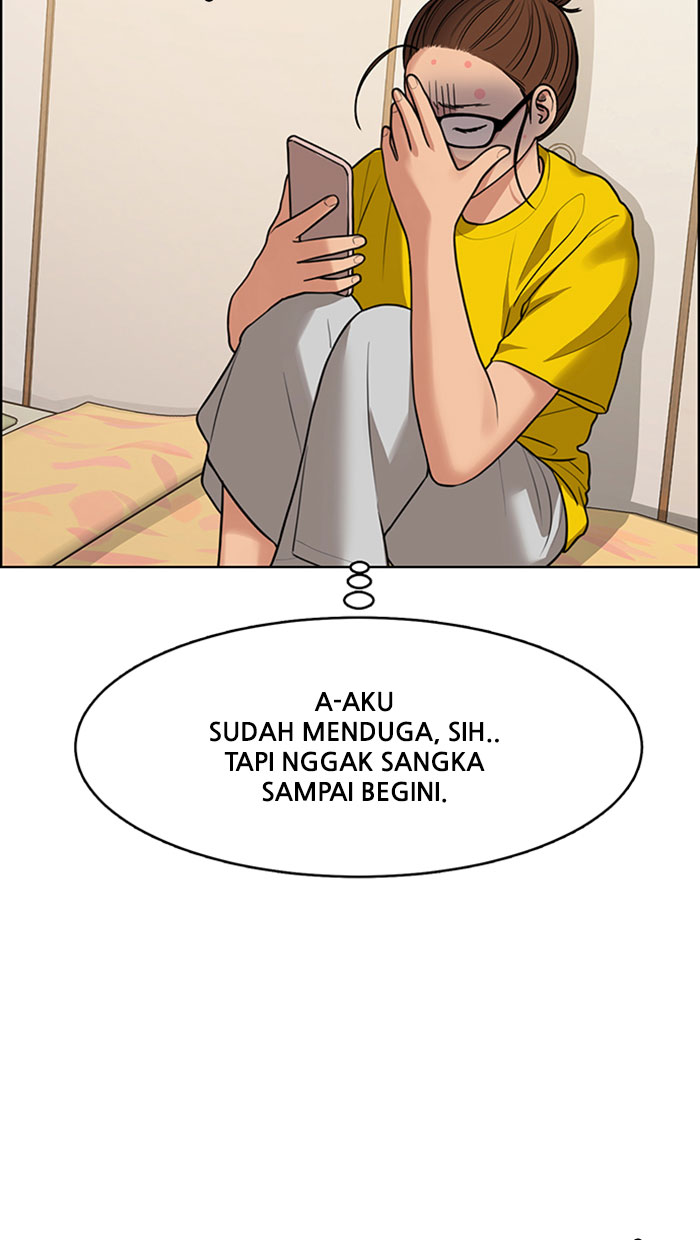 A-AKU
SUDAH MENDUGA, SIH..
TAPI NGGAK SANGKA
SAMPAI BEGINI.